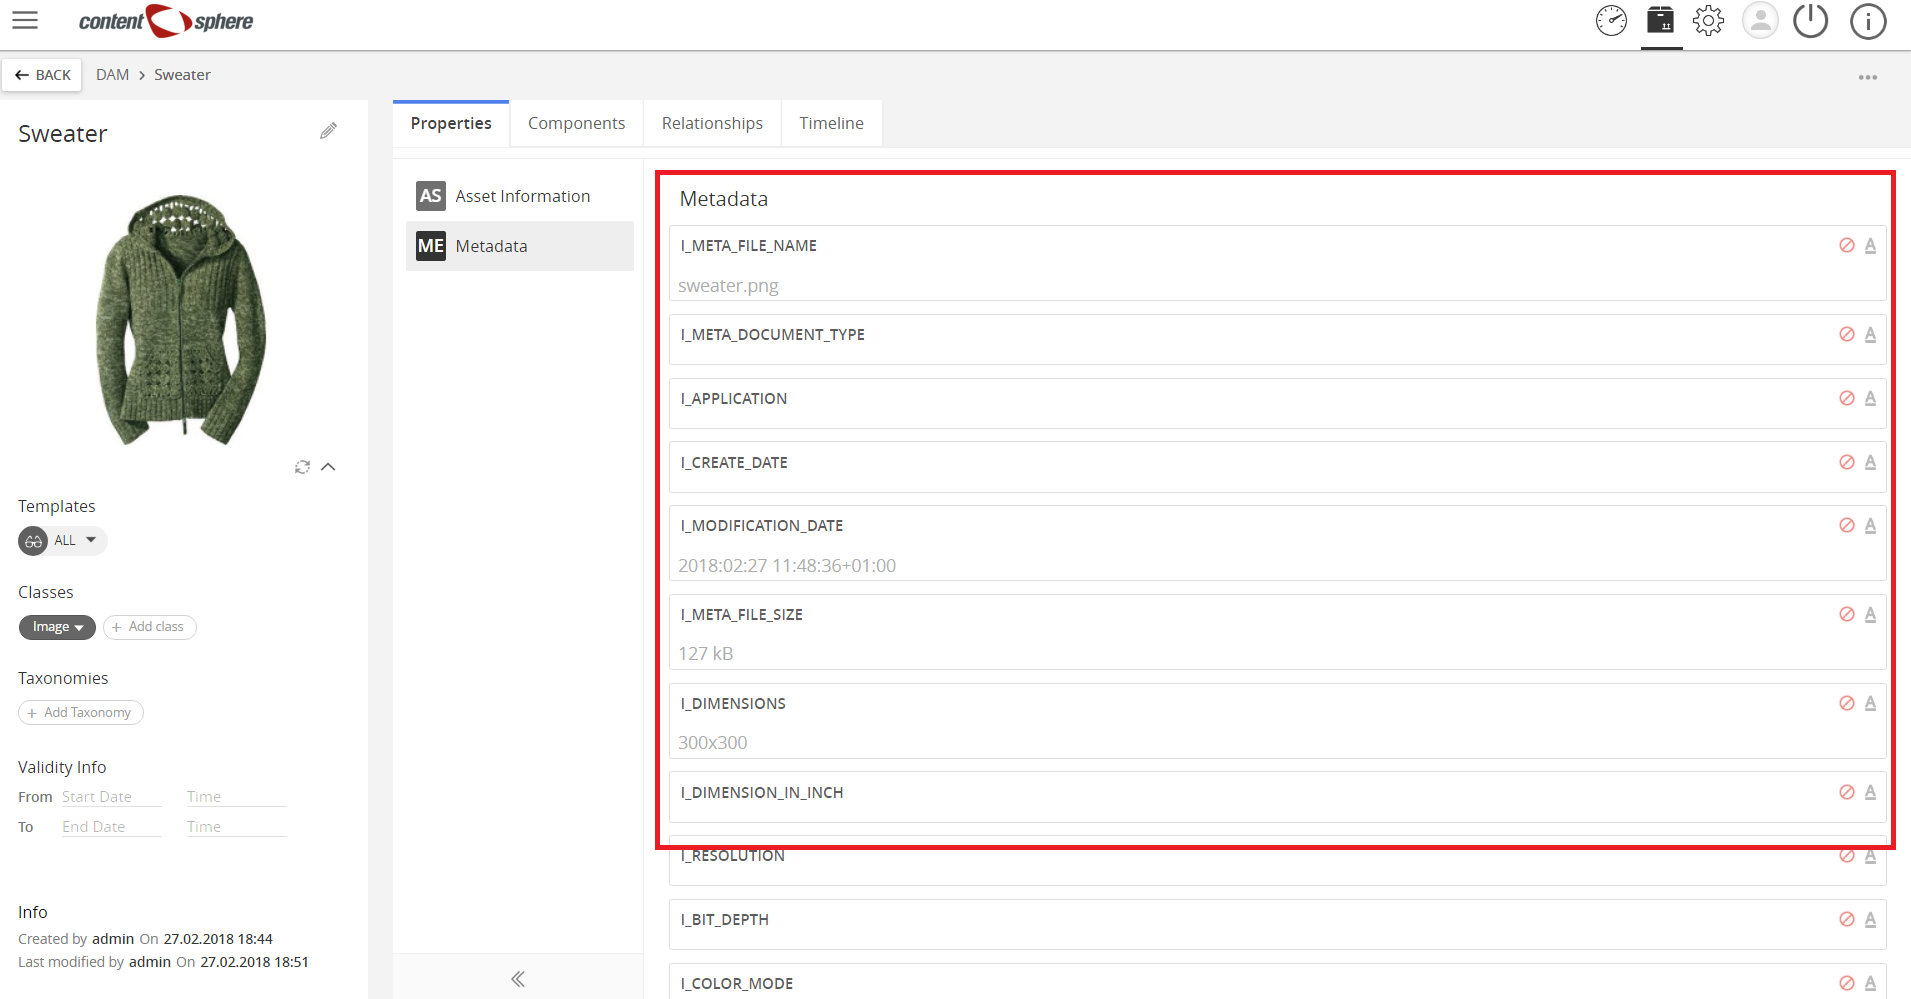 content sphere
BACK DAM > Sweater
Sweater
Templates
ALL
Classes
Image + Add class
Taxonomies
+ Add Taxonomy
Validity Info
From Start Date Time
To End Date Time
Info
Created by admin On 27.02.2018 18:44
Last modified by admin On 27.02.2018 18:51
Properties Components Relationships Timeline
AS Asset Information
ME Metadata
Metadata
I_META_FILE_NAME
sweater.png
I_META_DOCUMENT_TYPE
I_APPLICATION
I_CREATE_DATE
I_MODIFICATION_DATE
2018:02:27 11:48:36+01:00
I_META_FILE_SIZE
127 kB
I_DIMENSIONS
300x300
I_DIMENSION_IN_INCH
I_RESOLUTION
I_BIT_DEPTH
I_COLOR_MODE